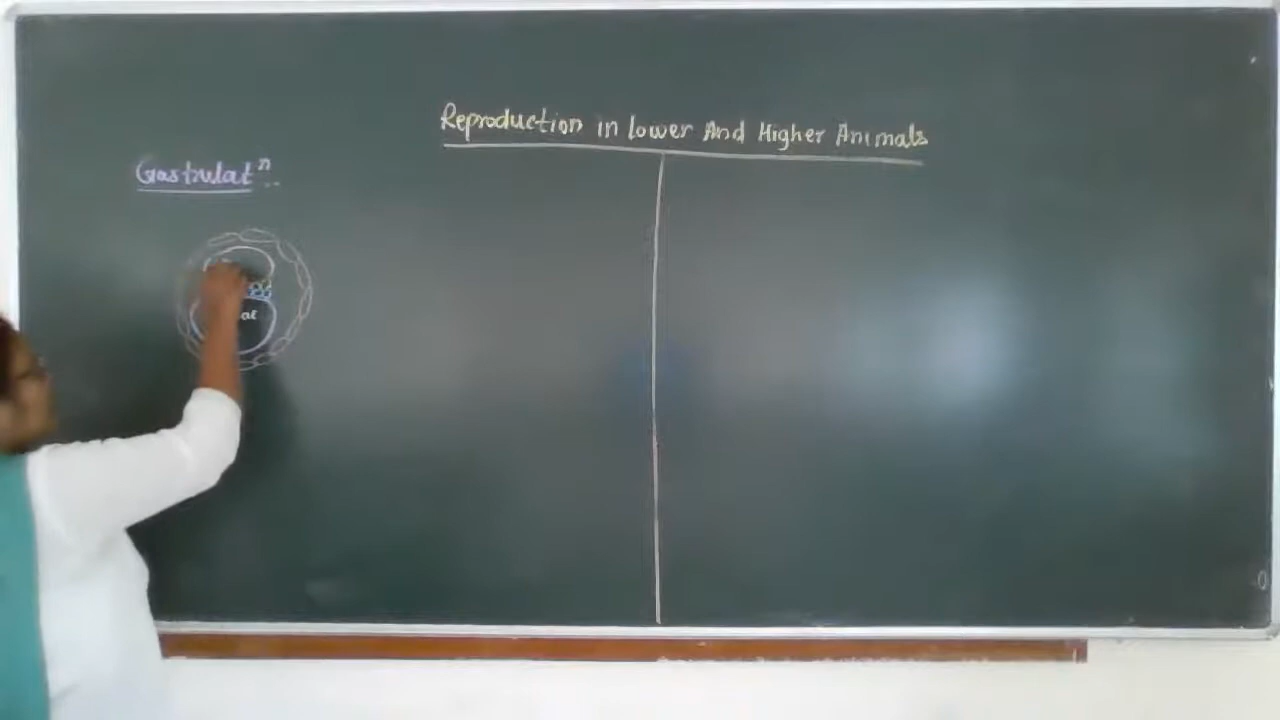 Reproduction in Lower And Higher Animals
Gastrulatⁿ:-